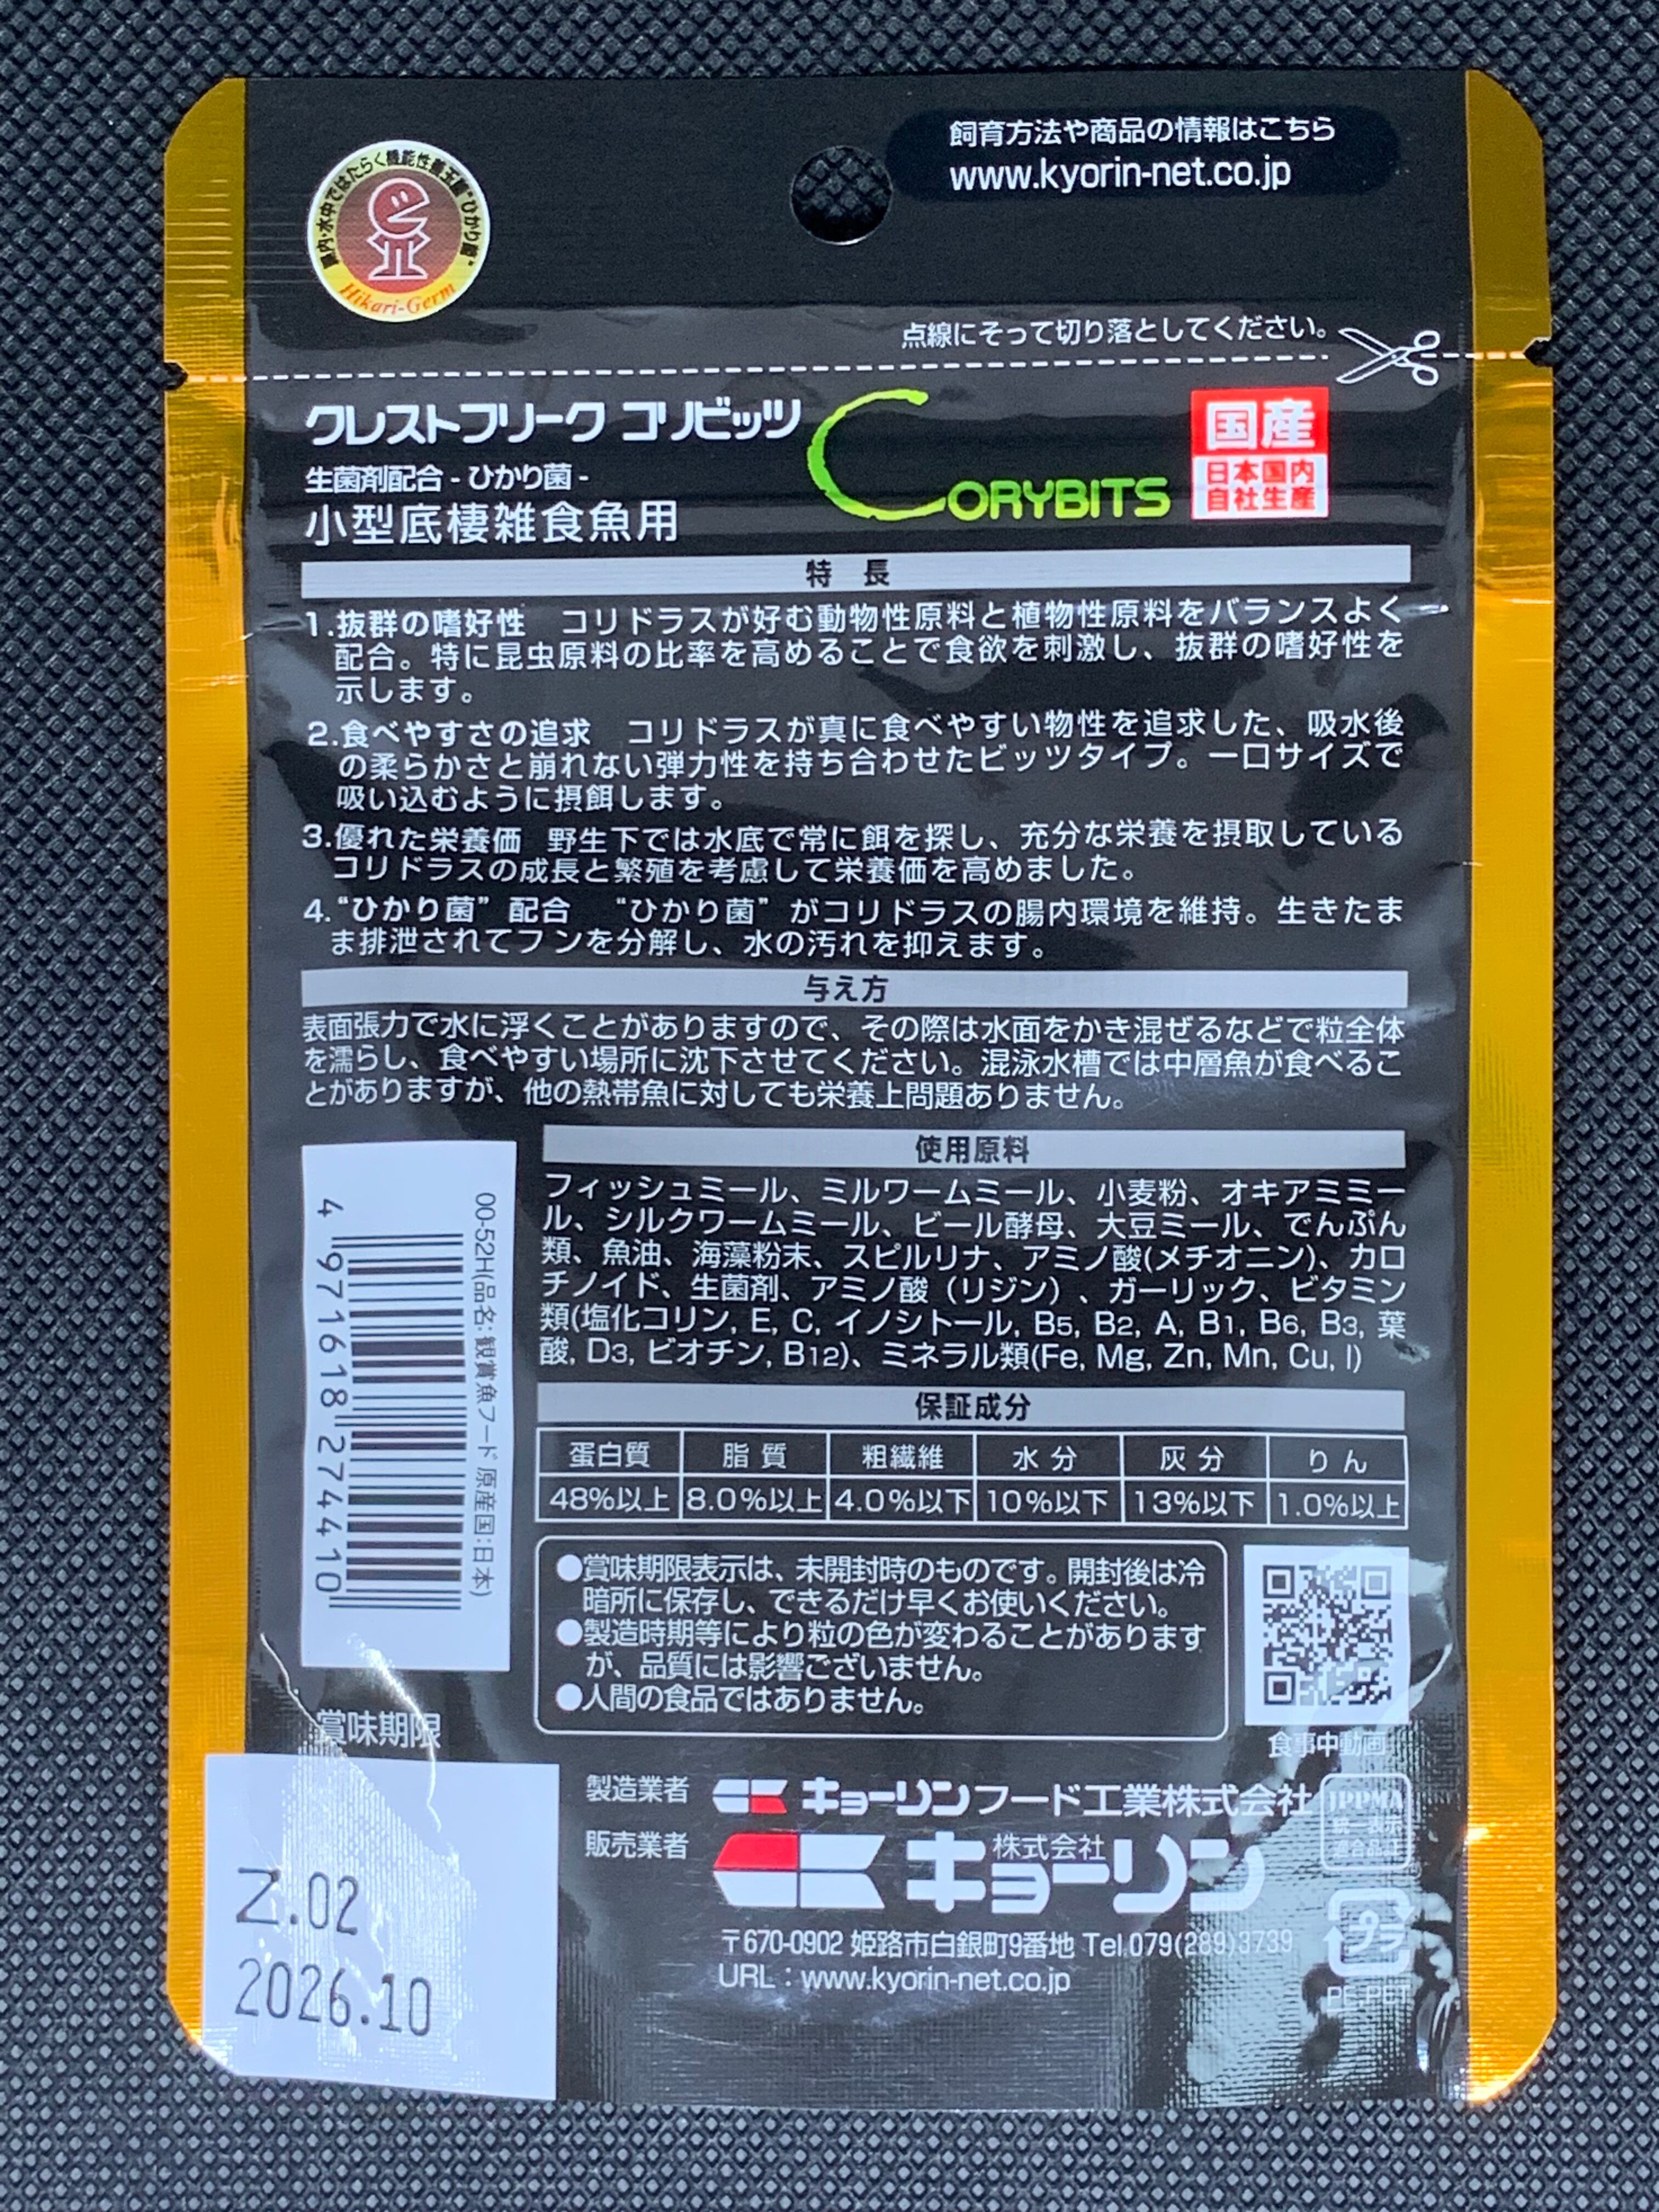 飼育方法や商品の情報はこちら
www.kyorin-net.co.jp
腸内・水中ではたらく機能性善玉菌“ひかり菌”
Hikari-Germ
点線にそって切り落としてください。
クレストフリーク コリビッツ
CORYBITS
国産
日本国内
自社生産
生菌剤配合 - ひかり菌 -
小型底棲雑食魚用
特 長
1.抜群の嗜好性 コリドラスが好む動物性原料と植物性原料をバランスよく
配合。特に昆虫原料の比率を高めることで食欲を刺激し、抜群の嗜好性を
示します。
2.食べやすさの追求 コリドラスが真に食べやすい物性を追求した、吸水後
の柔らかさと崩れない弾力性を持ち合わせたビッツタイプ。一口サイズで
吸い込むように摂餌します。
3.優れた栄養価 野生下では水底で常に餌を探し、充分な栄養を摂取している
コリドラスの成長と繁殖を考慮して栄養価を高めました。
4.“ひかり菌” 配合 “ひかり菌” がコリドラスの腸内環境を維持。生きたま
ま排泄されてフンを分解し、水の汚れを抑えます。
与え方
表面張力で水に浮くことがありますので、その際は水面をかき混ぜるなどで粒全体
を濡らし、食べやすい場所に沈下させてください。混泳水槽では中層魚が食べるこ
とがありますが、他の熱帯魚に対しても栄養上問題ありません。
使用原料
フィッシュミール、ミルワームミール、小麦粉、オキアミミー
ル、シルクワームミール、ビール酵母、大豆ミール、でんぷん
類、魚油、海藻粉末、スピルリナ、アミノ酸(メチオニン)、カロ
チノイド、生菌剤、アミノ酸（リジン）、ガーリック、ビタミン
類(塩化コリン, E, C, イノシトール, B5, B2, A, B1, B6, B3, 葉
酸, D3, ビオチン, B12)、ミネラル類(Fe, Mg, Zn, Mn, Cu, I)
00-52H(品名:観賞魚フード 原産国:日本)
4 971618 274410
保証成分
蛋白質 脂 質 粗繊維 水 分 灰 分 り ん
48%以上 8.0%以上 4.0%以下 10%以下 13%以下 1.0%以上
●賞味期限表示は、未開封時のものです。開封後は冷
暗所に保存し、できるだけ早くお使いください。
●製造時期等により粒の色が変わることがあります
が、品質には影響ございません。
●人間の食品ではありません。
食事中動画
賞味期限
Z.02
2026.10
製造業者 キョーリンフード工業株式会社
販売業者 株式会社 キョーリン
JPPMA
統一表示
適合品
〒670-0902 姫路市白銀町9番地 Tel.079(289)3739
URL：www.kyorin-net.co.jp
プラ
PE・PET